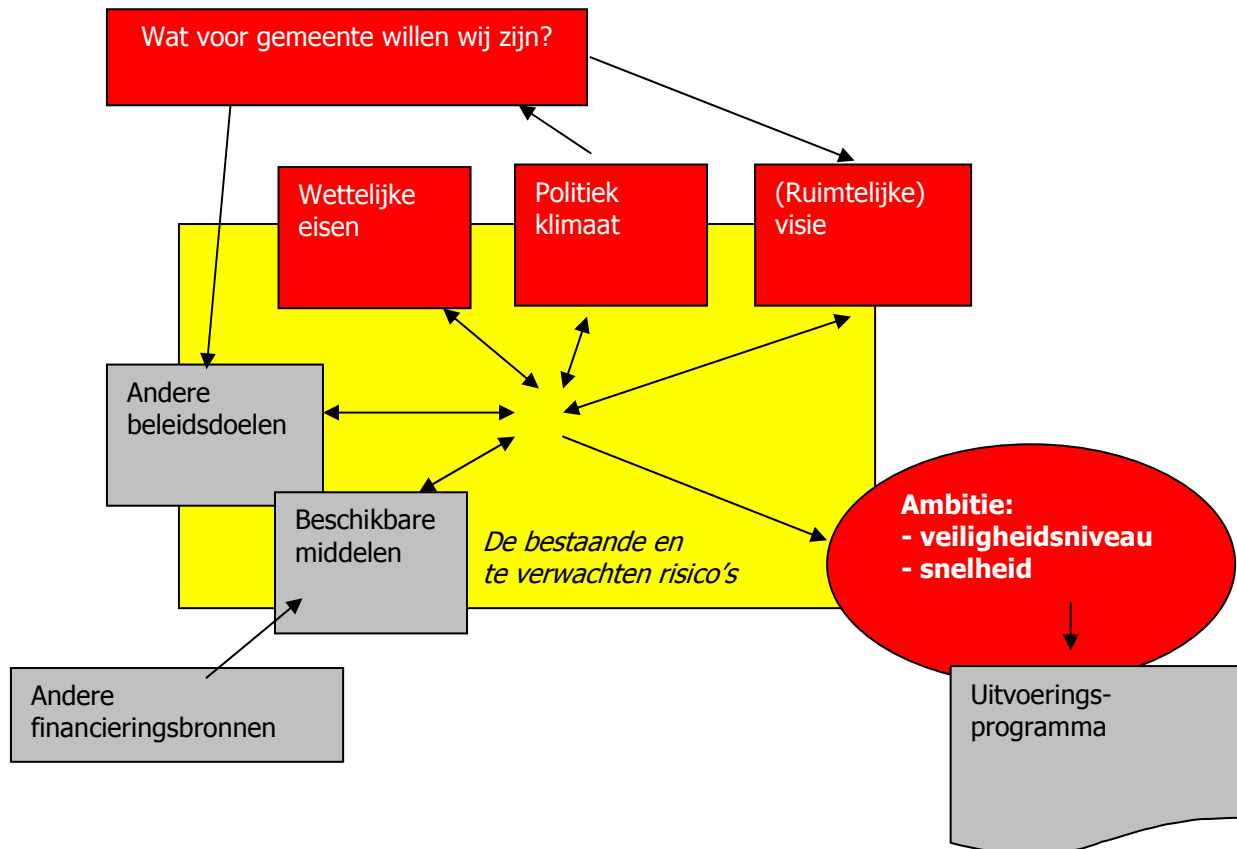 Wat voor gemeente willen wij zijn?
Wettelijke
eisen
Politiek
klimaat
(Ruimtelijke)
visie
Andere
beleidsdoelen
Beschikbare
middelen
De bestaande en
te verwachten risico's
Ambitie:
- veiligheidsniveau
- snelheid
Andere
financieringsbronnen
Uitvoerings-
programma